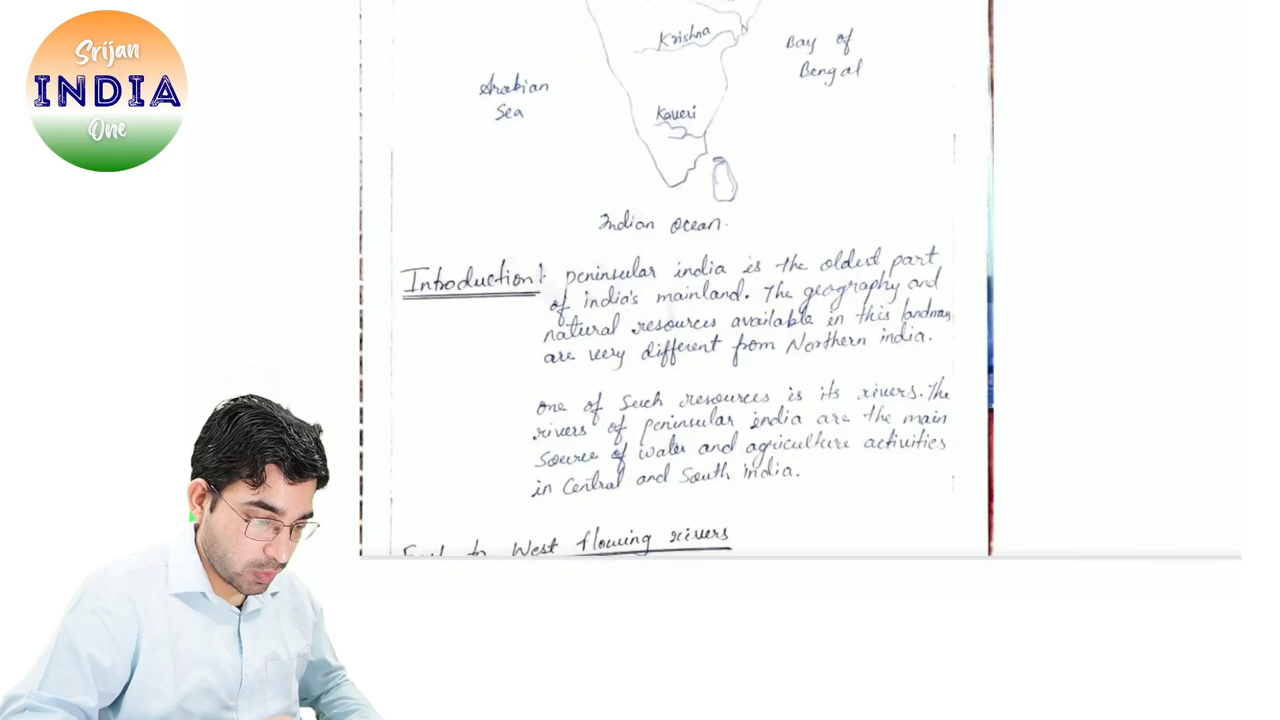 Srijan
INDIA
One
Krishna
Bay of
Bengal
Arabian
Sea
Kaveri
Indian Ocean.
Introduction: peninsular india is the oldest part
of india's mainland. The geography and
natural resources available in this landmass
are very different from Northern india.
one of such resources is its rivers. The
rivers of peninsular india are the main
source of water and agriculture activities
in Central and South india.
East to West flowing rivers